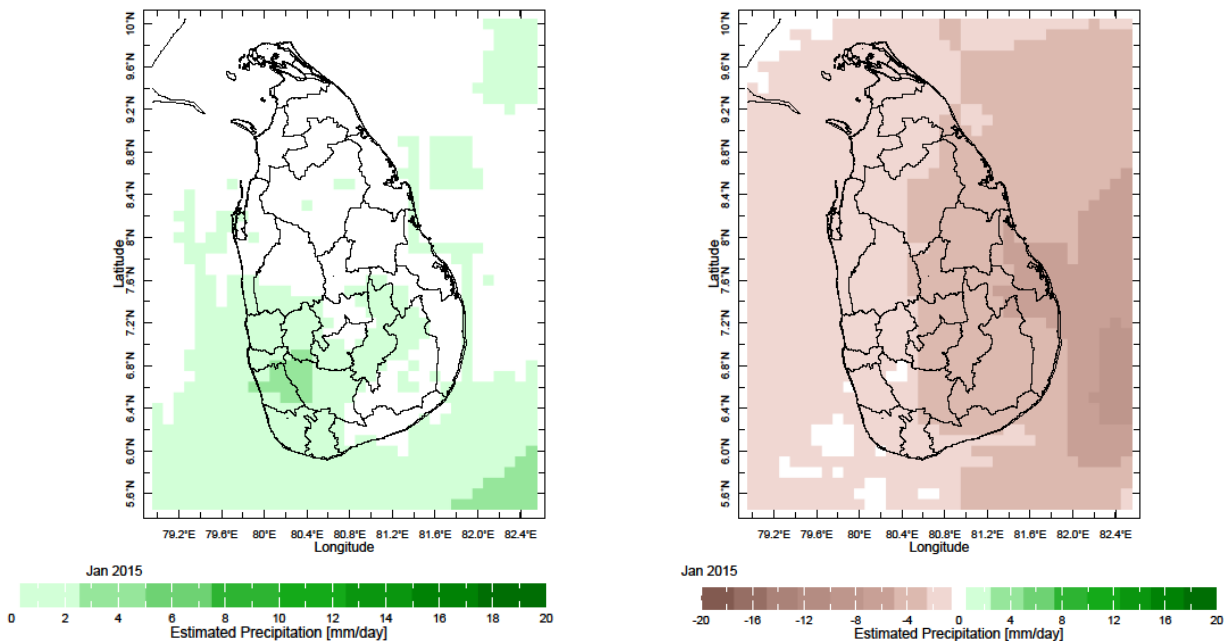 10°N
9.6°N
9.2°N
8.8°N
8.4°N
8°N
7.6°N
7.2°N
6.8°N
6.4°N
6.0°N
5.6°N
Latitude
79.2°E 80°E 80.4°E 80.8°E 81.2°E 81.6°E 82.0°E 82.4°E
Longitude
Jan 2015
0 2 4 6 8 10 12 14 16 18 20
Estimated Precipitation [mm/day]
10°N
9.6°N
9.2°N
8.8°N
8.4°N
8°N
7.6°N
7.2°N
6.8°N
6.4°N
6.0°N
5.6°N
Latitude
79.2°E 80°E 80.4°E 80.8°E 81.2°E 81.6°E 82.0°E 82.4°E
Longitude
Jan 2015
-20 -16 -12 -8 -4 0 4 8 12 17 20
Estimated Precipitation [mm/day]